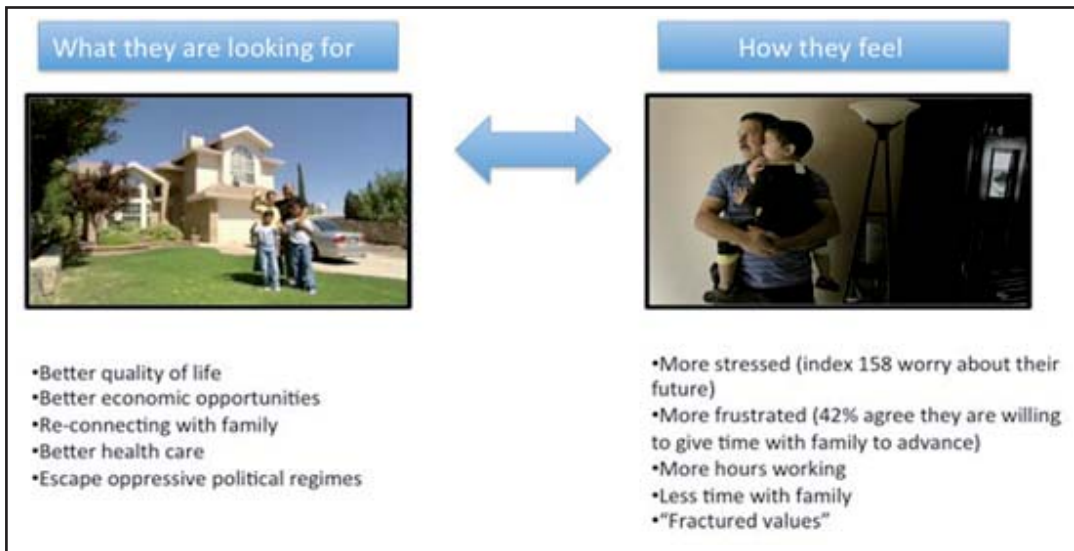 What they are looking for
How they feel
•Better quality of life
•Better economic opportunities
•Re-connecting with family
•Better health care
•Escape oppressive political regimes
•More stressed (index 158 worry about their
future)
•More frustrated (42% agree they are willing
to give time with family to advance)
•More hours working
•Less time with family
•“Fractured values”